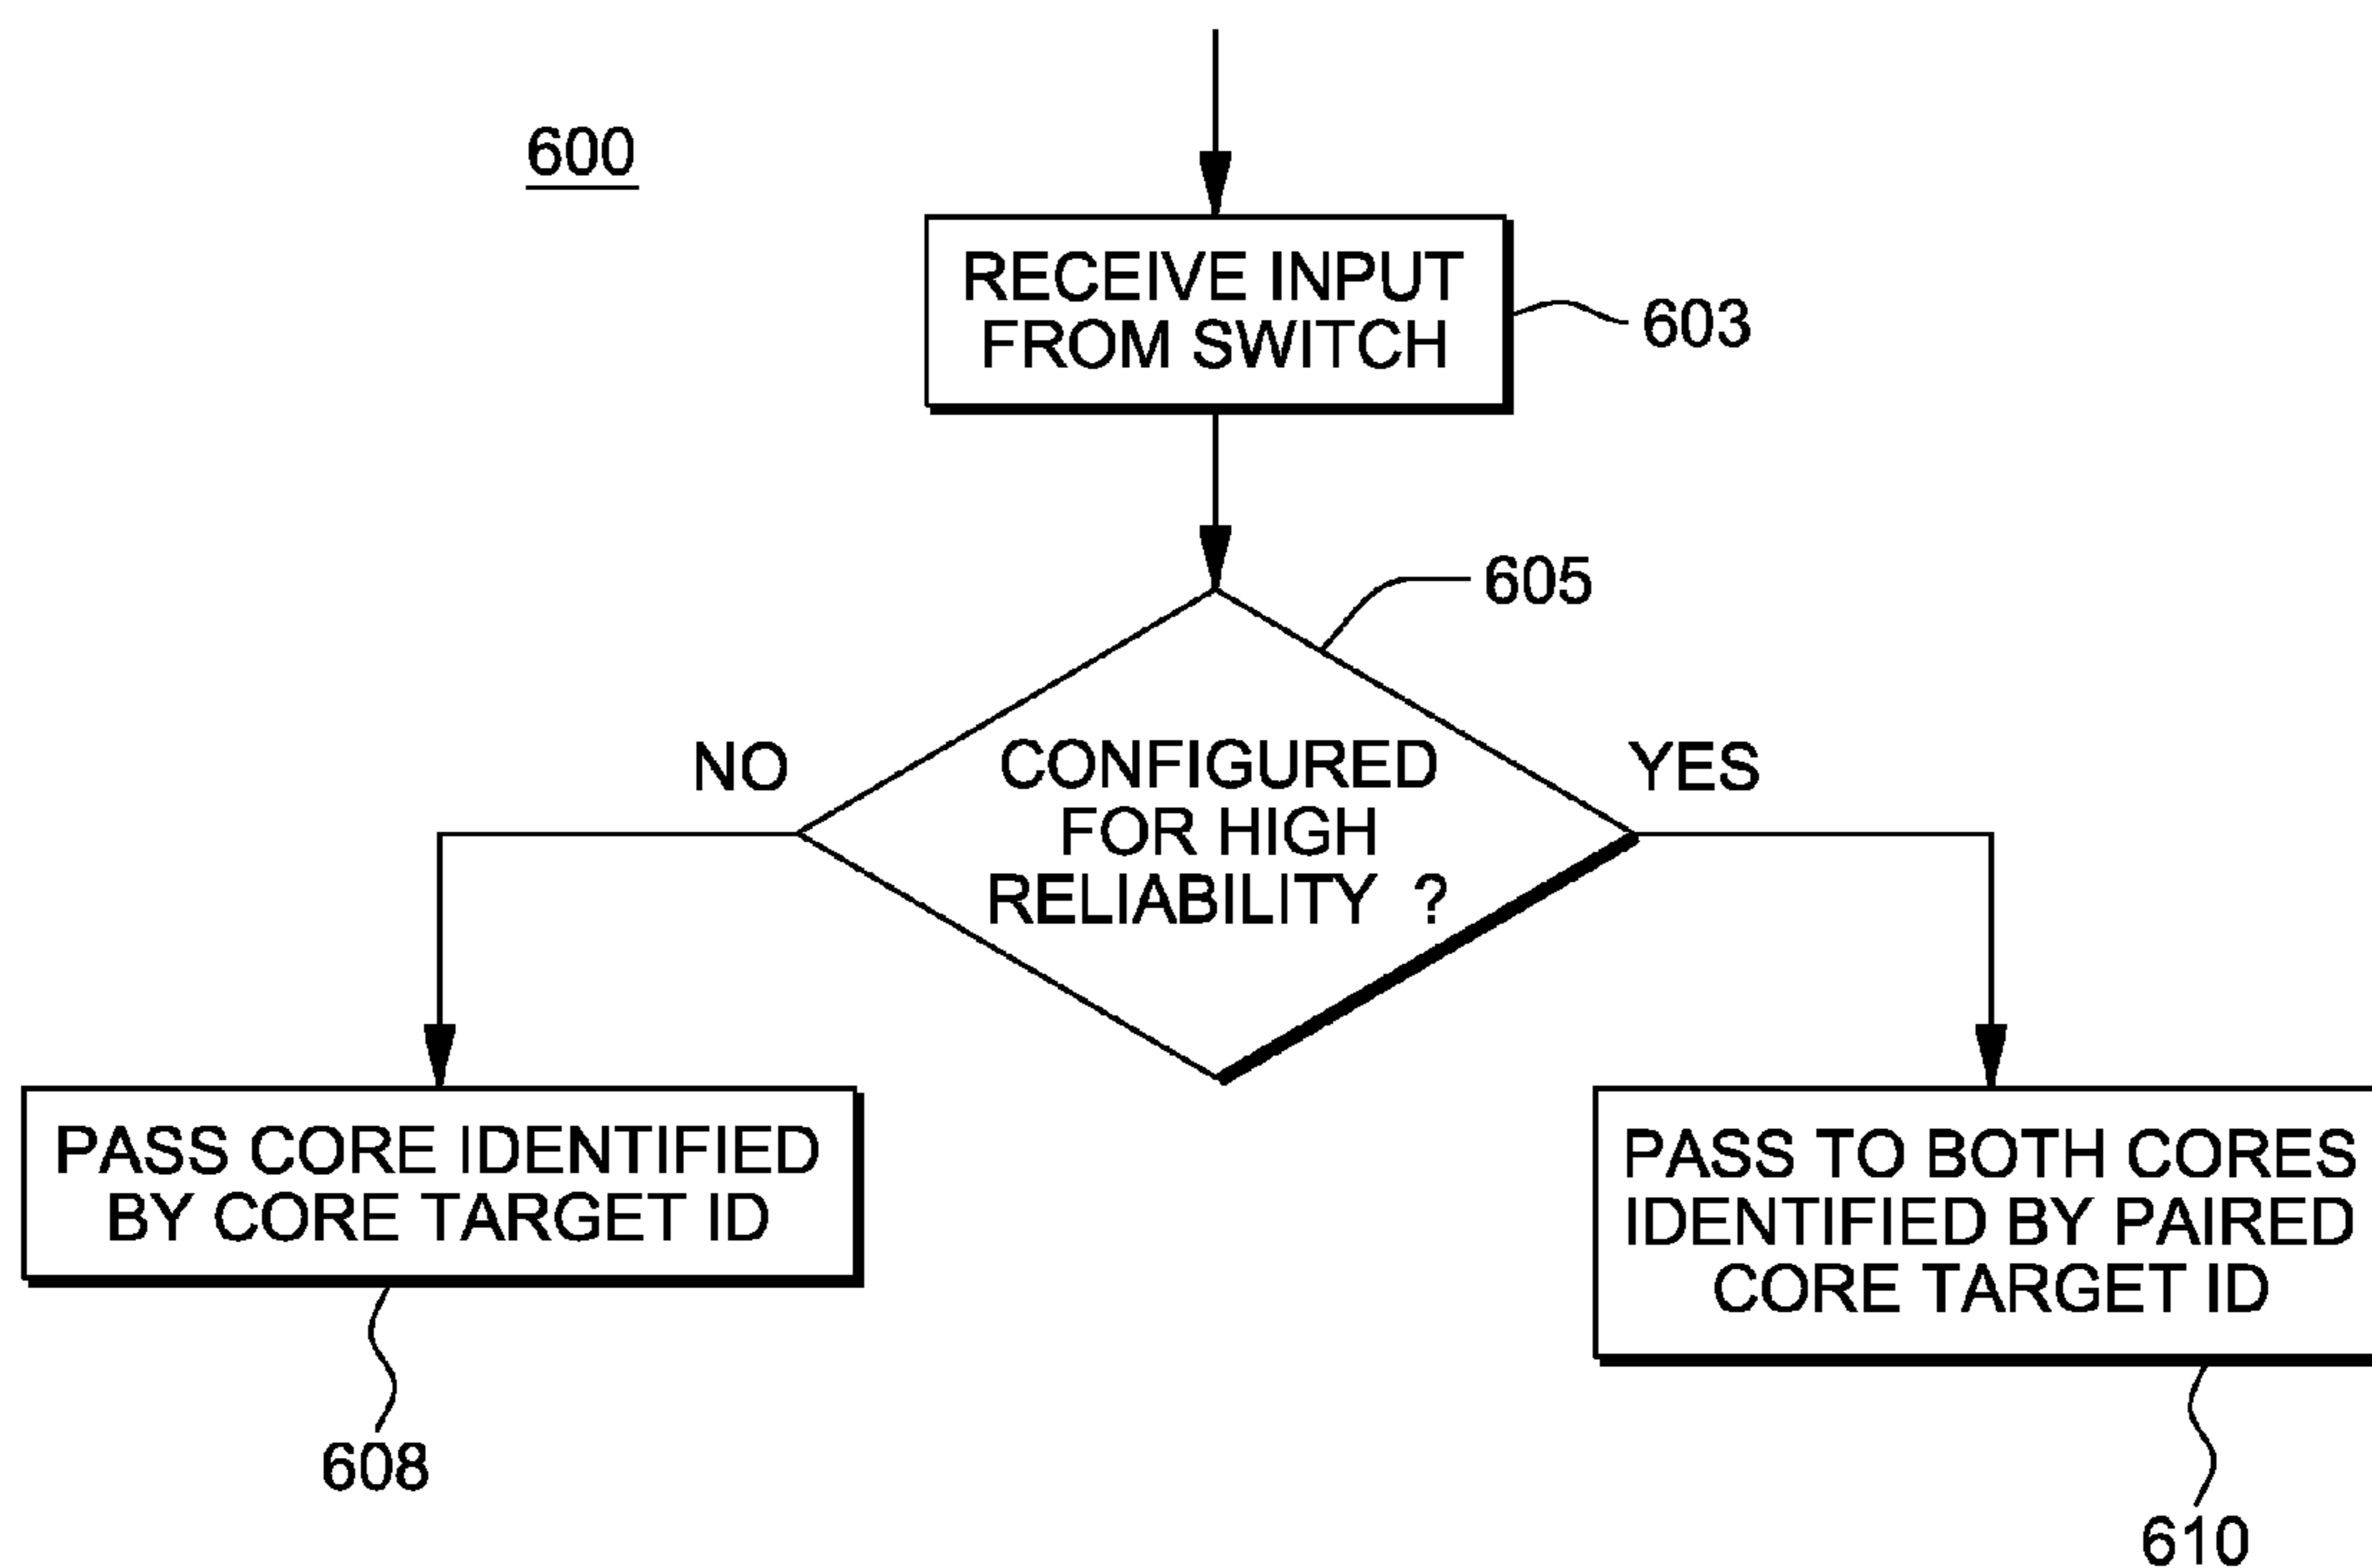 600
RECEIVE INPUT
FROM SWITCH
603
605
NO
CONFIGURED
FOR HIGH
RELIABILITY ?
YES
PASS CORE IDENTIFIED
BY CORE TARGET ID
608
PASS TO BOTH CORES
IDENTIFIED BY PAIRED
CORE TARGET ID
610